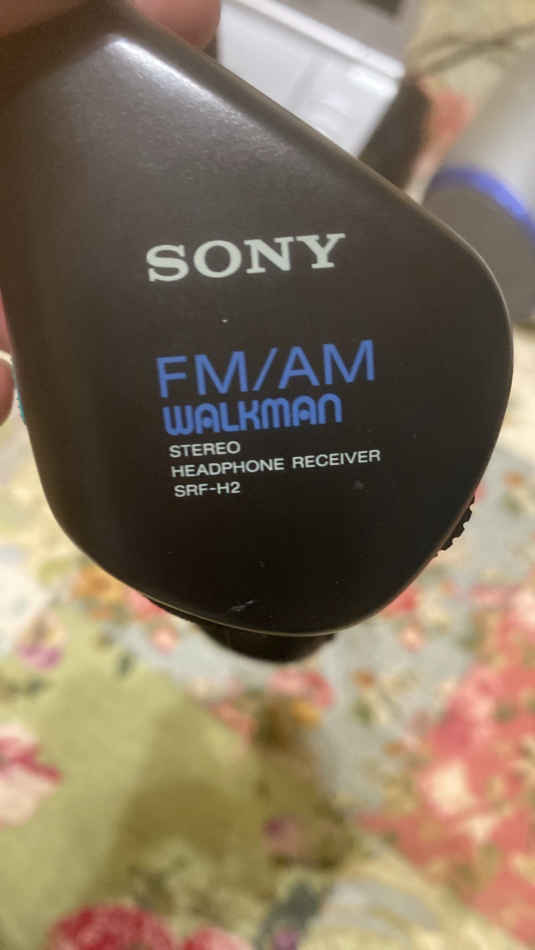 SONY
FM/AM
WALKMAN
STEREO
HEADPHONE RECEIVER
SRF-H2